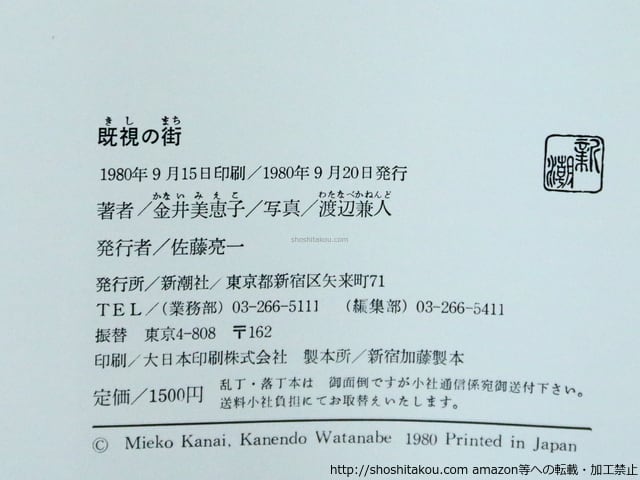 きし まち
既視の街
1980年9月15日印刷/1980年9月20日発行
かないみえこ わたなべかねんど
著者/金井美恵子/写真/渡辺兼人
発行者/佐藤亮一
shoshitakou.com
発行所/新潮社/東京都新宿区矢来町71
TEL/(業務部) 03-266-5111 (編集部) 03-266-5411
振替 東京4-808 〒162
印刷/大日本印刷株式会社 製本所/新宿加藤製本
定価/1500円
乱丁・落丁本は 御面倒ですが小社通信係宛御送付下さい。
送料小社負担にてお取替えいたします。
© Mieko Kanai, Kanendo Watanabe 1980 Printed in Japan
新潮
http://shoshitakou.com amazon等への転載・加工禁止